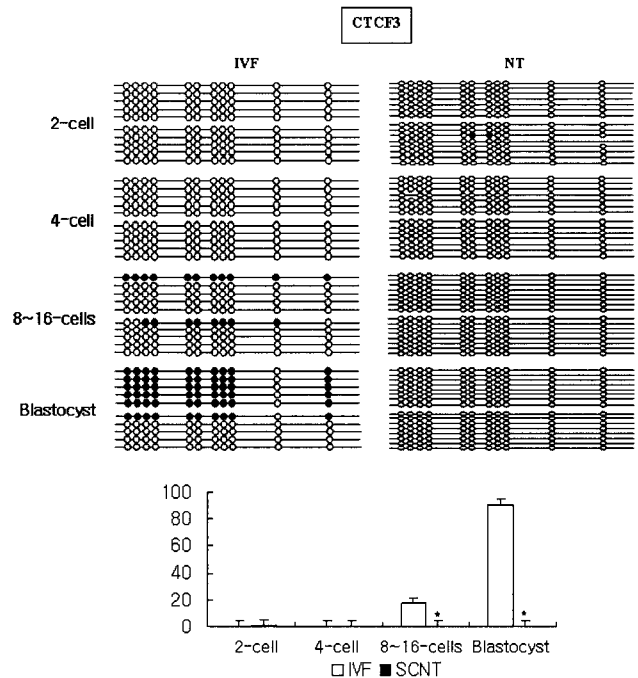 CTCF3
IVF NT
2-cell
4-cell
8~16-cells
Blastocyst
100
80
60
40
20
0
* *
2-cell 4-cell 8~16-cells Blastocyst
□ IVF ■ SCNT